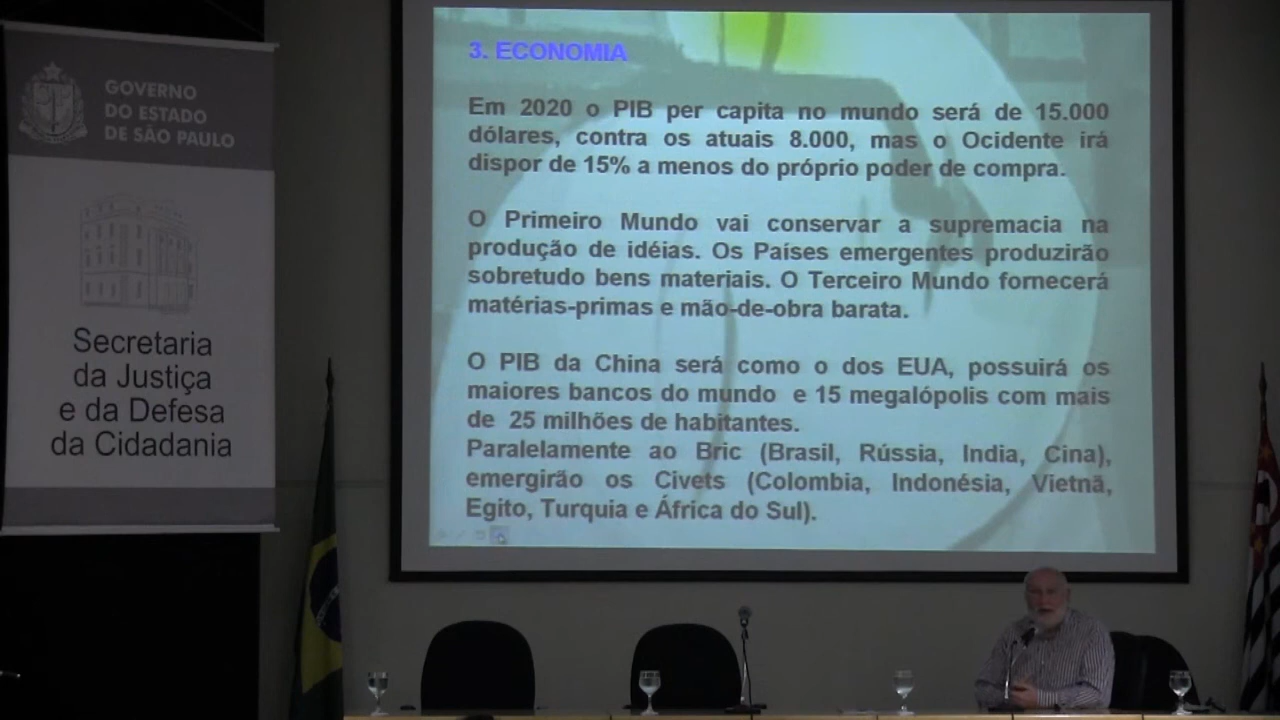 GOVERNO
DO ESTADO
DE SÃO PAULO
Secretaria
da Justiça
e da Defesa
da Cidadania
3. ECONOMIA
Em 2020 o PIB per capita no mundo será de 15.000
dólares, contra os atuais 8.000, mas o Ocidente irá
dispor de 15% a menos do próprio poder de compra.
O Primeiro Mundo vai conservar a supremacia na
produção de idéias. Os Países emergentes produzirão
sobretudo bens materiais. O Terceiro Mundo fornecerá
matérias-primas e mão-de-obra barata.
O PIB da China será como o dos EUA, possuirá os
maiores bancos do mundo e 15 megalópolis com mais
de 25 milhões de habitantes.
Paralelamente ao Bric (Brasil, Rússia, India, Cina),
emergirão os Civets (Colombia, Indonésia, Vietnã,
Egito, Turquia e África do Sul).